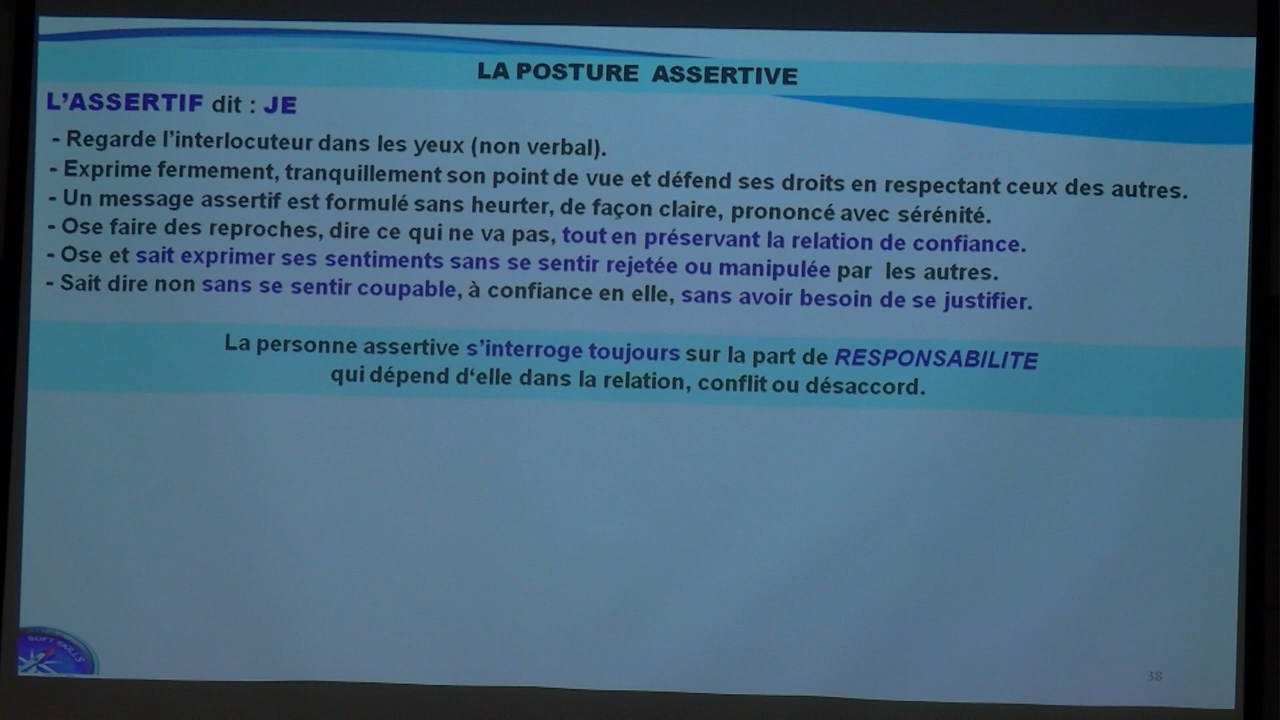 LA POSTURE ASSERTIVE
L'ASSERTIF dit : JE
- Regarde l'interlocuteur dans les yeux (non verbal).
- Exprime fermement, tranquillement son point de vue et défend ses droits en respectant ceux des autres.
- Un message assertif est formulé sans heurter, de façon claire, prononcé avec sérénité.
- Ose faire des reproches, dire ce qui ne va pas, tout en préservant la relation de confiance.
- Ose et sait exprimer ses sentiments sans se sentir rejetée ou manipulée par les autres.
- Sait dire non sans se sentir coupable, à confiance en elle, sans avoir besoin de se justifier.
La personne assertive s'interroge toujours sur la part de RESPONSABILITE
qui dépend d'elle dans la relation, conflit ou désaccord.
SOFT SKILLS
38